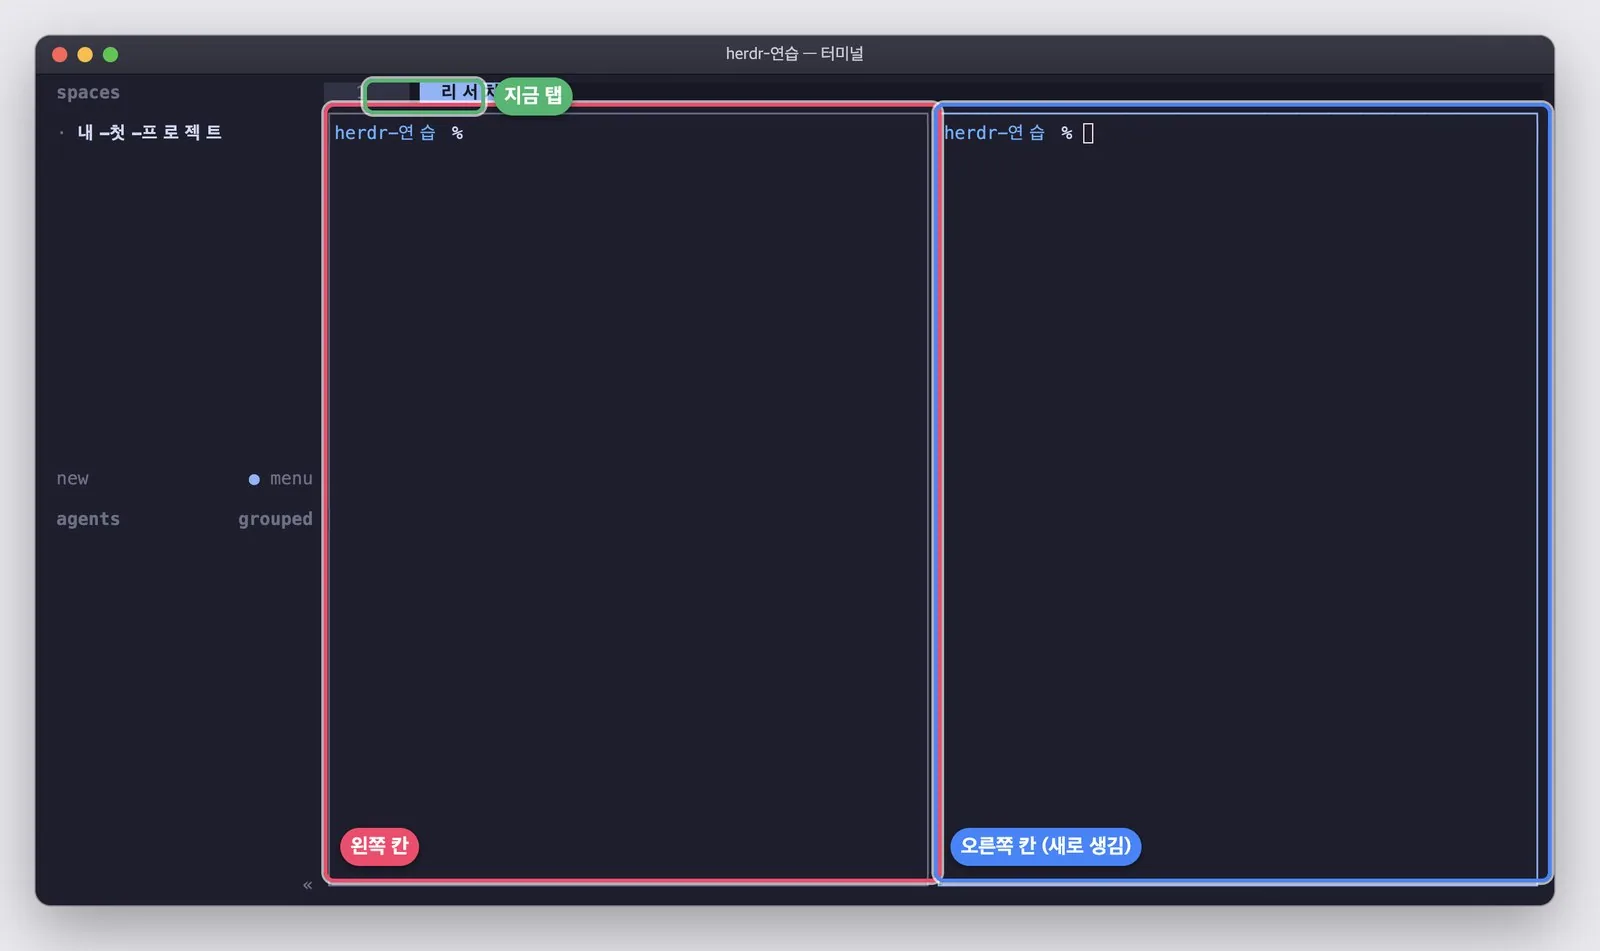 herdr-연습 — 터미널
spaces
1 리서치
지금 탭
· 내-첫-프로젝트
herdr-연습 %
herdr-연습 %
new
● menu
agents
grouped
왼쪽 칸
오른쪽 칸 (새로 생김)
«